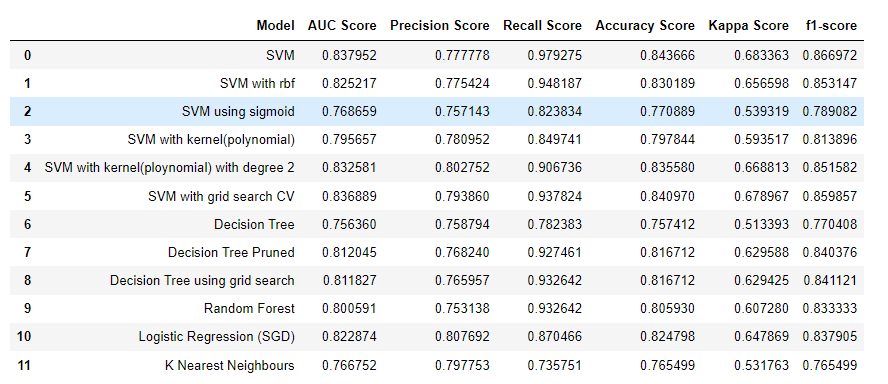 Model AUC Score Precision Score Recall Score Accuracy Score Kappa Score f1-score
0 SVM 0.837952 0.777778 0.979275 0.843666 0.683363 0.866972
1 SVM with rbf 0.825217 0.775424 0.948187 0.830189 0.656598 0.853147
2 SVM using sigmoid 0.768659 0.757143 0.823834 0.770889 0.539319 0.789082
3 SVM with kernel(polynomial) 0.795657 0.780952 0.849741 0.797844 0.593517 0.813896
4 SVM with kernel(ploynomial) with degree 2 0.832581 0.802752 0.906736 0.835580 0.668813 0.851582
5 SVM with grid search CV 0.836889 0.793860 0.937824 0.840970 0.678967 0.859857
6 Decision Tree 0.756360 0.758794 0.782383 0.757412 0.513393 0.770408
7 Decision Tree Pruned 0.812045 0.768240 0.927461 0.816712 0.629588 0.840376
8 Decision Tree using grid search 0.811827 0.765957 0.932642 0.816712 0.629425 0.841121
9 Random Forest 0.800591 0.753138 0.932642 0.805930 0.607280 0.833333
10 Logistic Regression (SGD) 0.822874 0.807692 0.870466 0.824798 0.647869 0.837905
11 K Nearest Neighbours 0.766752 0.797753 0.735751 0.765499 0.531763 0.765499